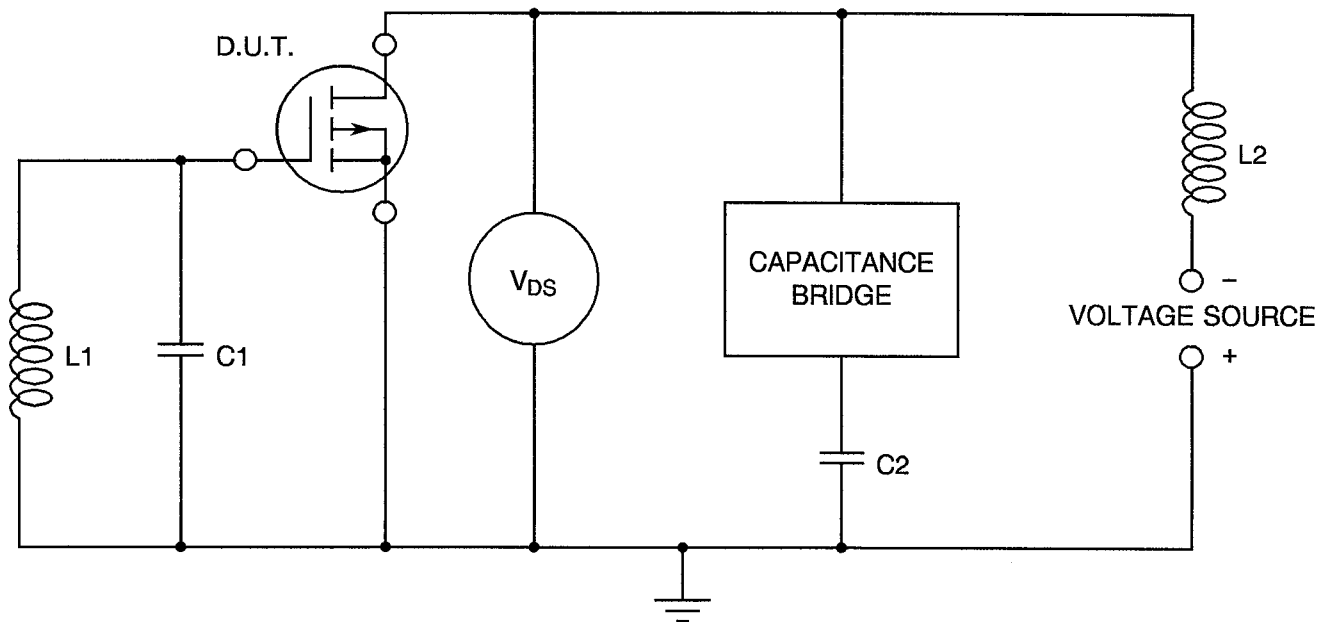 D.U.T.
L1
C1
VDS
CAPACITANCE
BRIDGE
C2
L2
−
VOLTAGE SOURCE
+